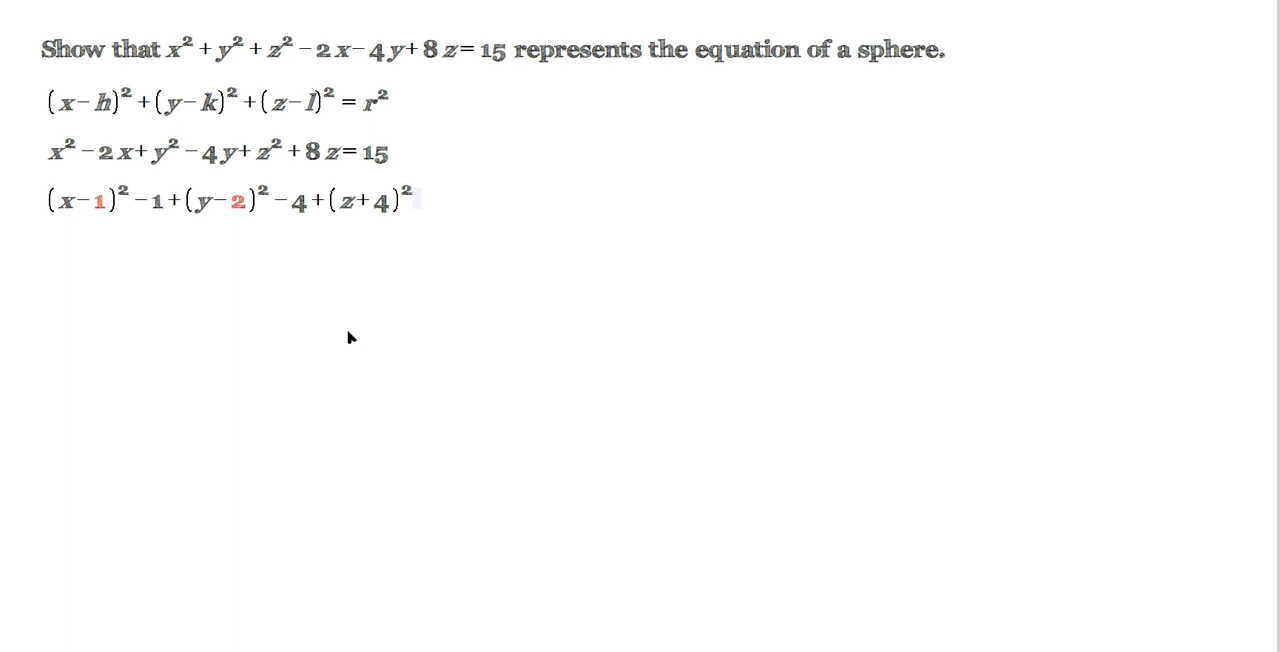 Show that x² + y² + z² − 2x − 4y + 8z = 15 represents the equation of a sphere.
(x − h)² + (y − k)² + (z − l)² = r²
x² − 2x + y² − 4y + z² + 8z = 15
(x − 1)² − 1 + (y − 2)² − 4 + (z + 4)²